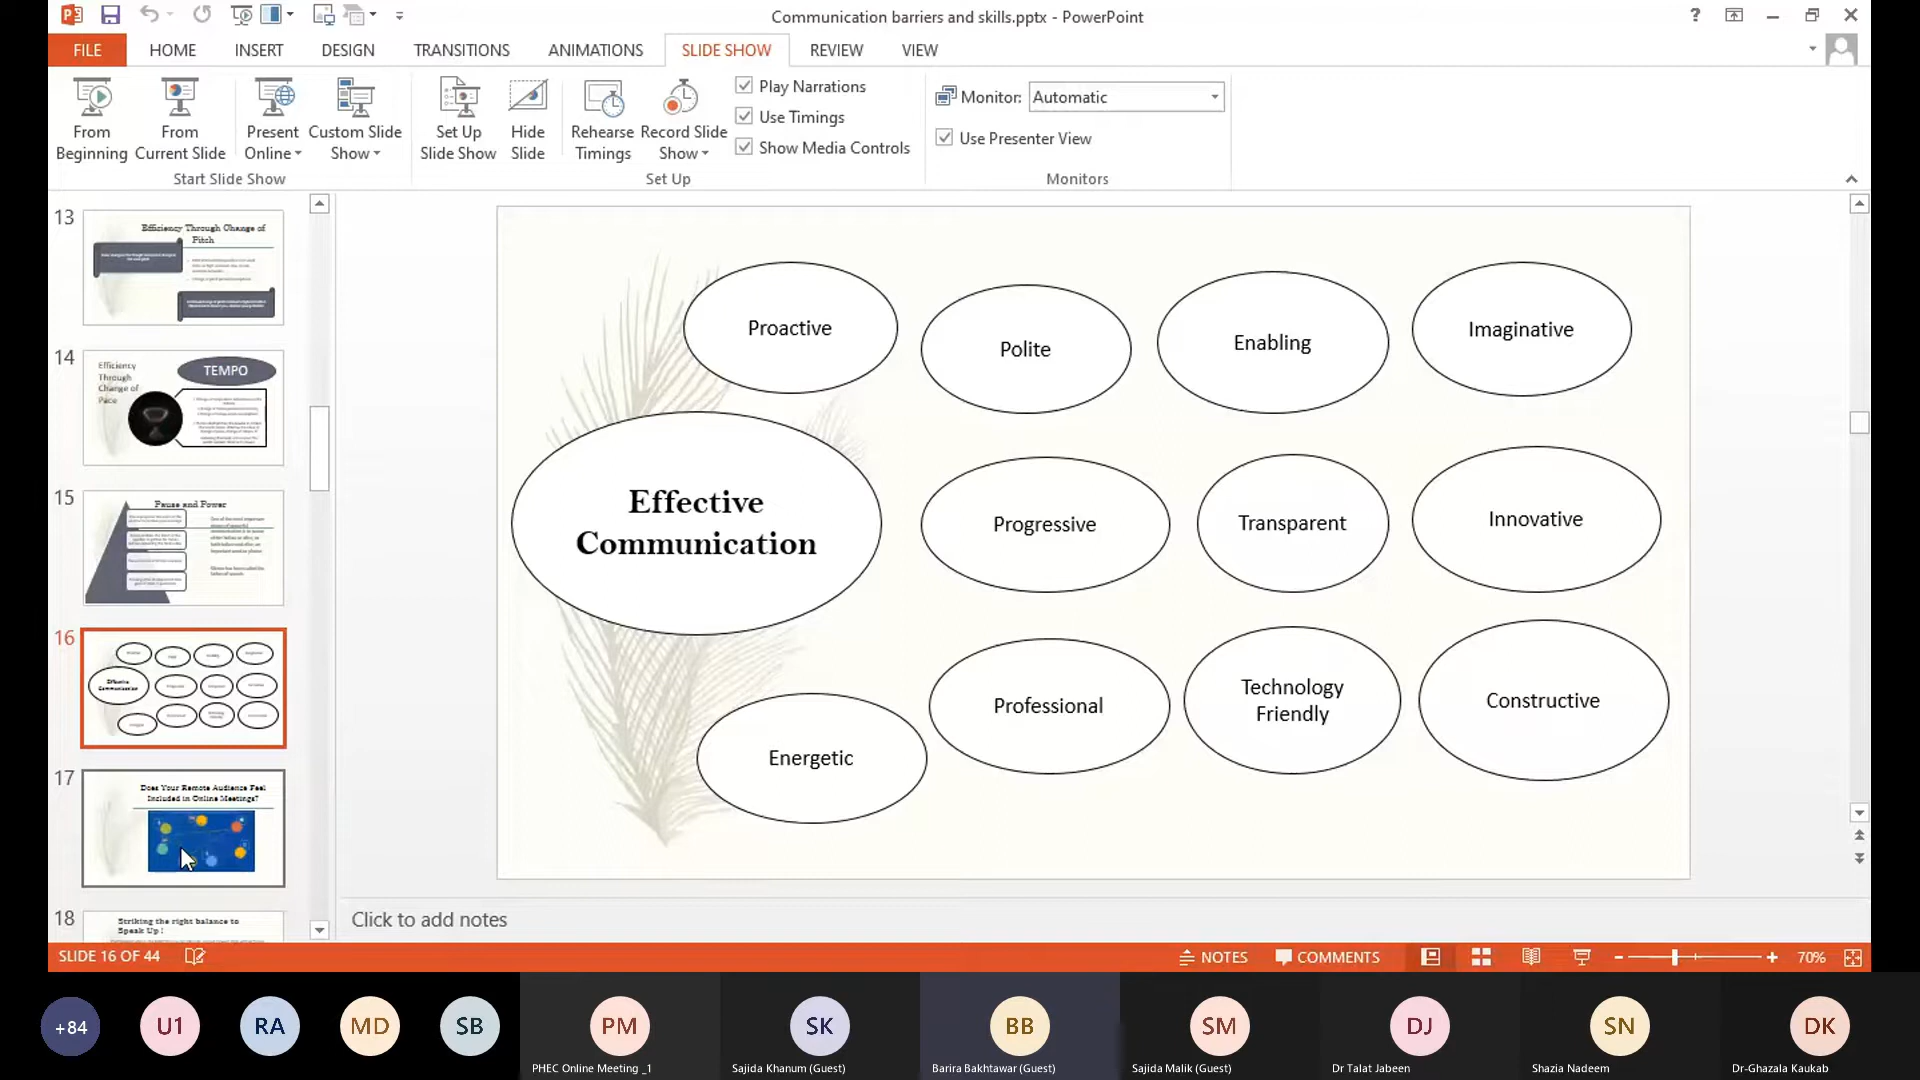 Communication barriers and skills.pptx - PowerPoint
?
FILE HOME INSERT DESIGN TRANSITIONS ANIMATIONS SLIDE SHOW REVIEW VIEW
From Beginning
From Current Slide
Present Online
Custom Slide Show
Set Up Slide Show
Hide Slide
Rehearse Timings
Record Slide Show
Play Narrations
Use Timings
Show Media Controls
Monitor: Automatic
Use Presenter View
Start Slide Show
Set Up
Monitors
13
Efficiency Through Change of
Pitch
14
Efficiency
Through
Change of
Pace
TEMPO
15
Pause and Power
16
17
Does Your Remote Audience Feel
Included in Online Meetings?
18
Striking the right balance to
Speak Up !
Proactive
Polite
Enabling
Imaginative
Effective
Communication
Progressive
Transparent
Innovative
Energetic
Professional
Technology
Friendly
Constructive
Click to add notes
SLIDE 16 OF 44
NOTES
COMMENTS
70%
+84
U1
RA
MD
SB
PM
SK
BB
SM
DJ
SN
DK
PHEC Online Meeting _1
Sajida Khanum (Guest)
Barira Bakhtawar (Guest)
Sajida Malik (Guest)
Dr Talat Jabeen
Shazia Nadeem
Dr-Ghazala Kaukab